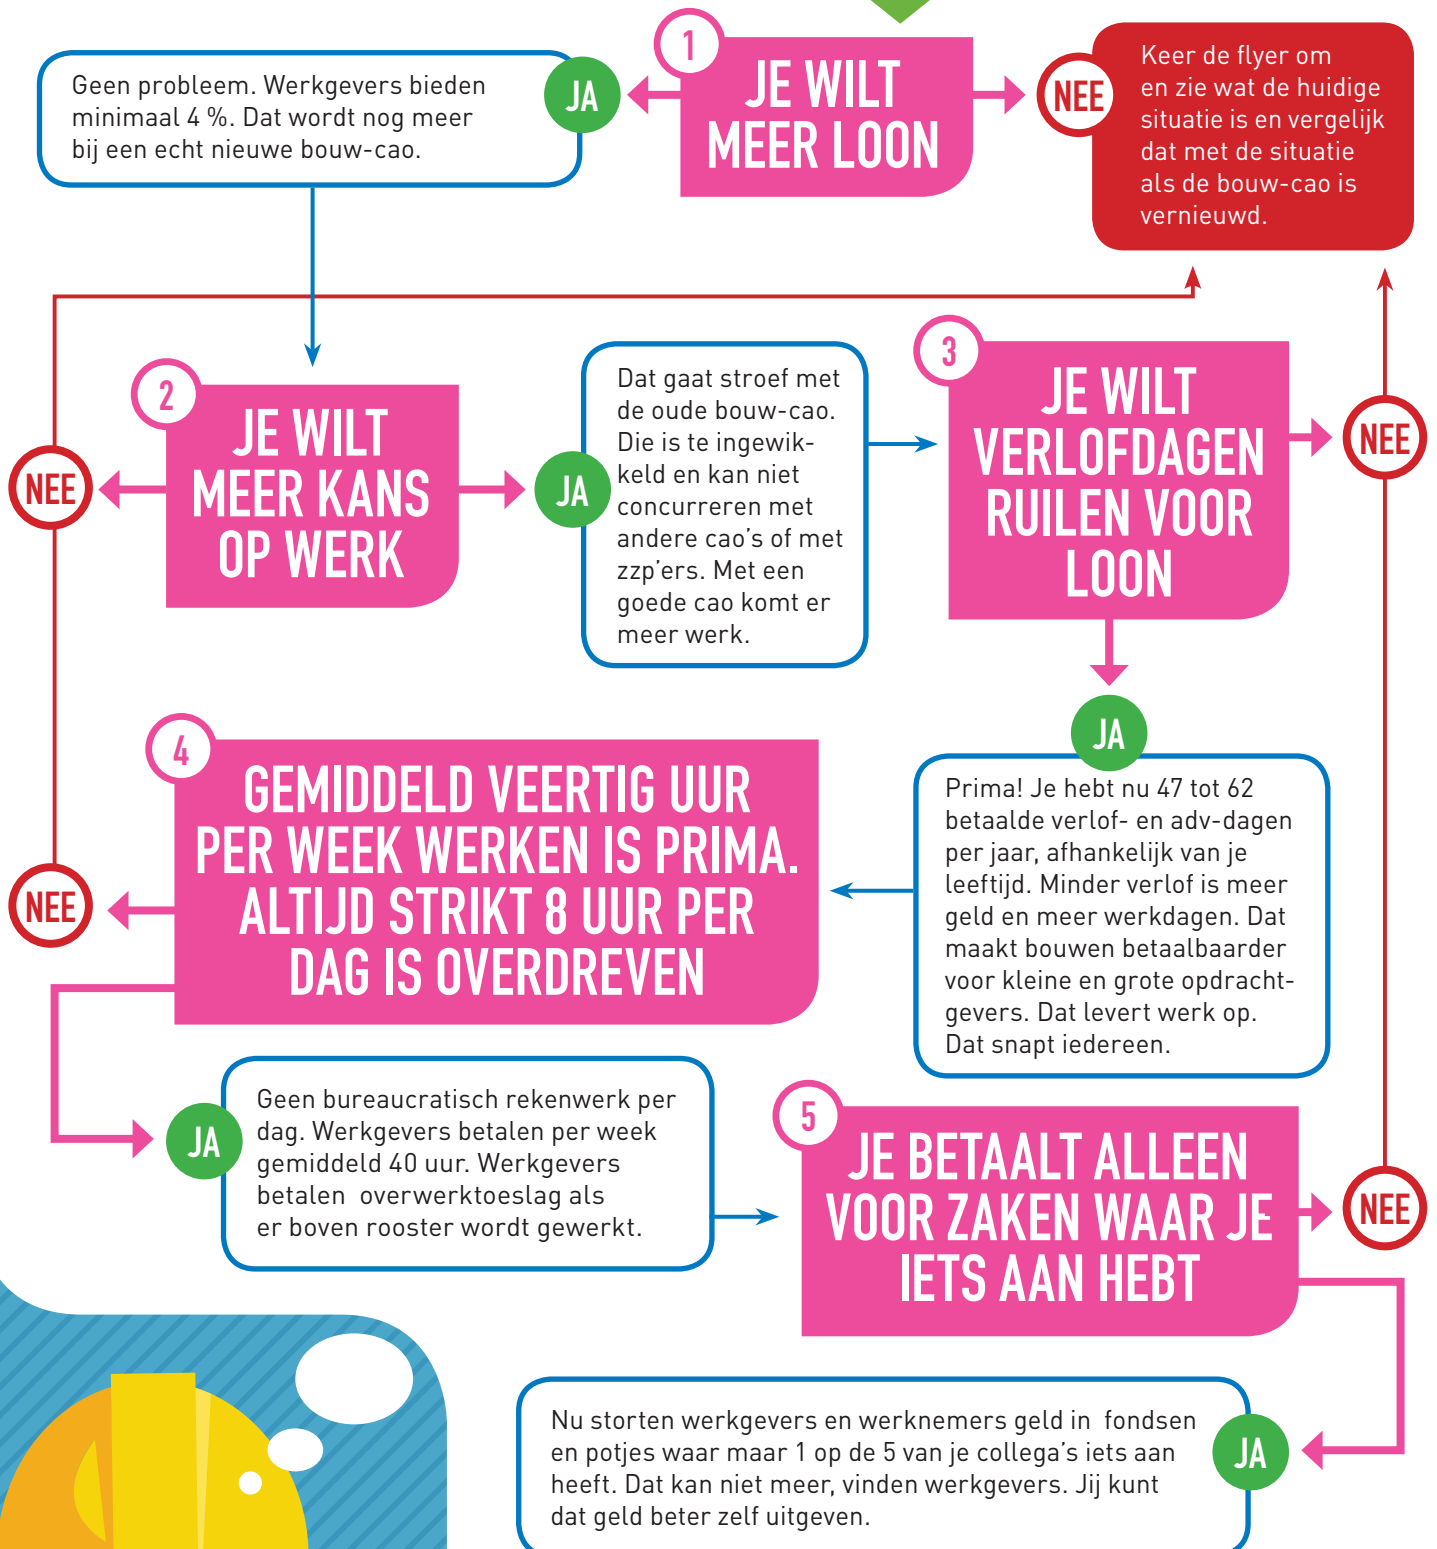 1
JE WILT
MEER LOON
JA
Geen probleem. Werkgevers bieden
minimaal 4 %. Dat wordt nog meer
bij een echt nieuwe bouw-cao.
NEE
Keer de flyer om
en zie wat de huidige
situatie is en vergelijk
dat met de situatie
als de bouw-cao is
vernieuwd.
2
JE WILT
MEER KANS
OP WERK
NEE
JA
Dat gaat stroef met
de oude bouw-cao.
Die is te ingewik-
keld en kan niet
concurreren met
andere cao's of met
zzp'ers. Met een
goede cao komt er
meer werk.
3
JE WILT
VERLOFDAGEN
RUILEN VOOR
LOON
NEE
JA
Prima! Je hebt nu 47 tot 62
betaalde verlof- en adv-dagen
per jaar, afhankelijk van je
leeftijd. Minder verlof is meer
geld en meer werkdagen. Dat
maakt bouwen betaalbaarder
voor kleine en grote opdracht-
gevers. Dat levert werk op.
Dat snapt iedereen.
4
GEMIDDELD VEERTIG UUR
PER WEEK WERKEN IS PRIMA.
ALTIJD STRIKT 8 UUR PER
DAG IS OVERDREVEN
NEE
JA
Geen bureaucratisch rekenwerk per
dag. Werkgevers betalen per week
gemiddeld 40 uur. Werkgevers
betalen overwerktoeslag als
er boven rooster wordt gewerkt.
5
JE BETAALT ALLEEN
VOOR ZAKEN WAAR JE
IETS AAN HEBT
NEE
JA
Nu storten werkgevers en werknemers geld in fondsen
en potjes waar maar 1 op de 5 van je collega's iets aan
heeft. Dat kan niet meer, vinden werkgevers. Jij kunt
dat geld beter zelf uitgeven.